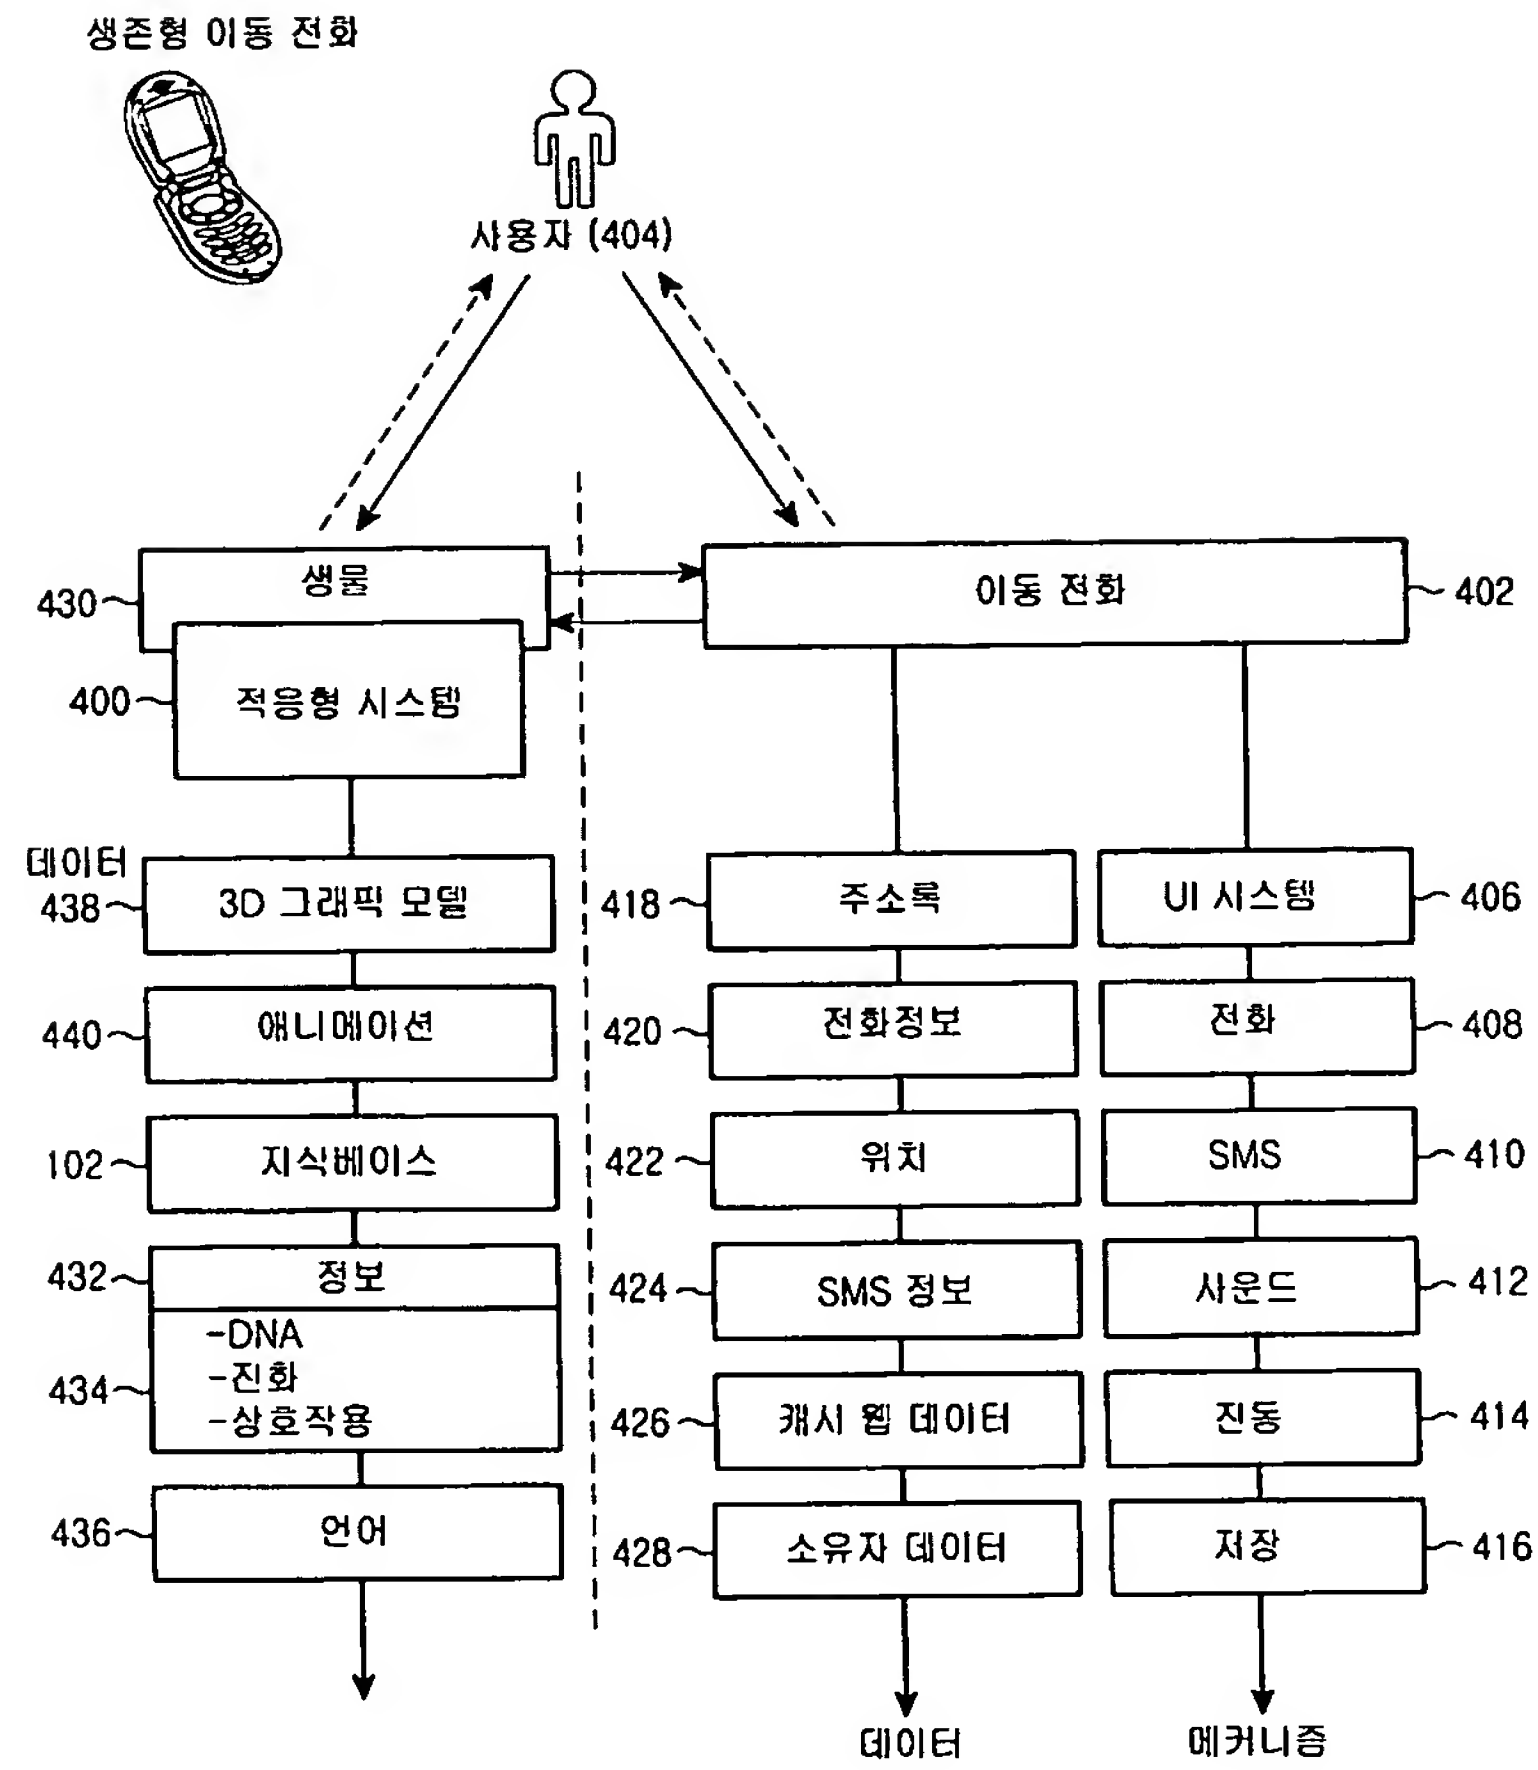 생존형 이동 전화
사용자 (404)
생물
430
적응형 시스템
400
이동 전화
402
데이터
438
3D 그래픽 모델
440
애니메이션
102
지식베이스
432
정보
434
-DNA
-진화
-상호작용
436
언어
418
주소록
420
전화정보
422
위치
424
SMS 정보
426
캐시 웹 데이터
428
소유자 데이터
데이터
UI 시스템
406
전화
408
SMS
410
사운드
412
진동
414
저장
416
메커니즘